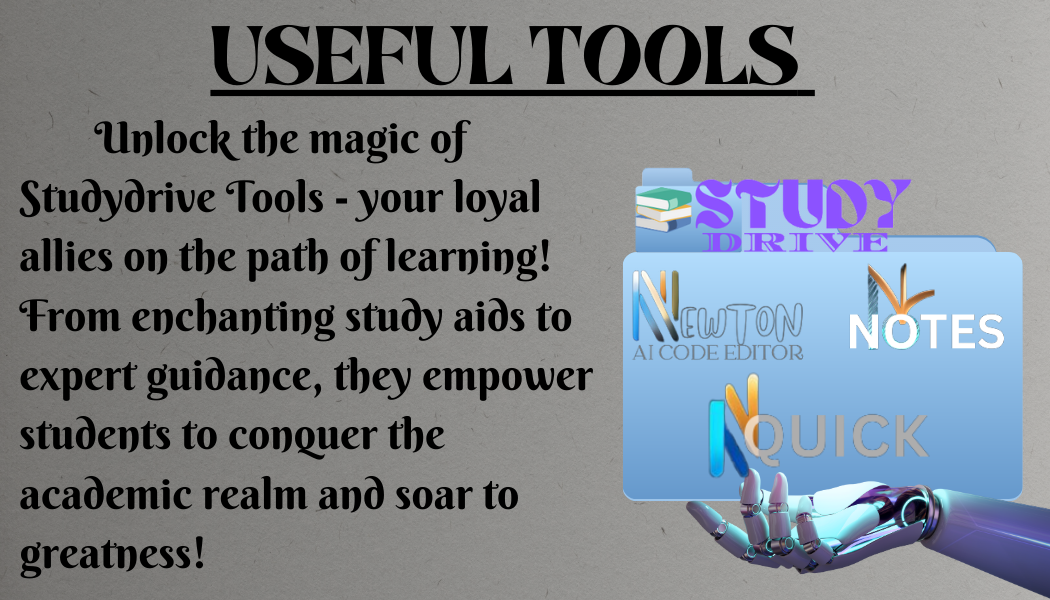 USEFUL TOOLS
Unlock the magic of
Studydrive Tools - your loyal
allies on the path of learning!
From enchanting study aids to
expert guidance, they empower
students to conquer the
academic realm and soar to
greatness!
STUDY
DRIVE
NEWTON
AI CODE EDITOR
N
NOTES
N QUICK